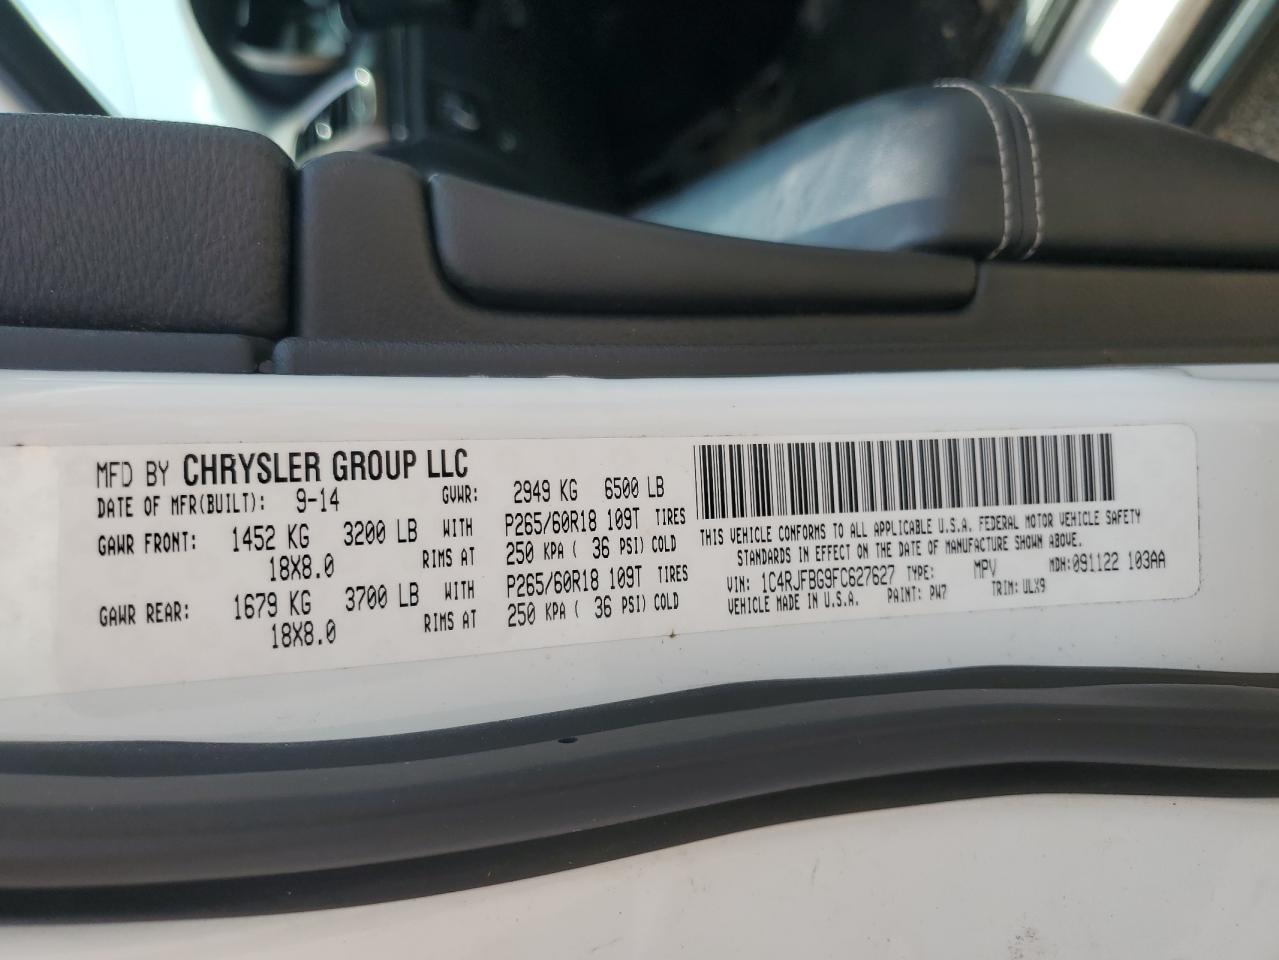 MFD BY CHRYSLER GROUP LLC
DATE OF MFR(BUILT): 9-14 GVWR: 2949 KG 6500 LB
GAWR FRONT: 1452 KG 3200 LB WITH P265/60R18 109T TIRES
18X8.0 RIMS AT 250 KPA ( 36 PSI) COLD
GAWR REAR: 1679 KG 3700 LB WITH P265/60R18 109T TIRES
18X8.0 RIMS AT 250 KPA ( 36 PSI) COLD
THIS VEHICLE CONFORMS TO ALL APPLICABLE U.S.A. FEDERAL MOTOR VEHICLE SAFETY
STANDARDS IN EFFECT ON THE DATE OF MANUFACTURE SHOWN ABOVE.
VIN: 1C4RJFBG9FC627627 TYPE: MPV MDH:091122 103AA
VEHICLE MADE IN U.S.A. PAINT: PW7 TRIM: ULX9